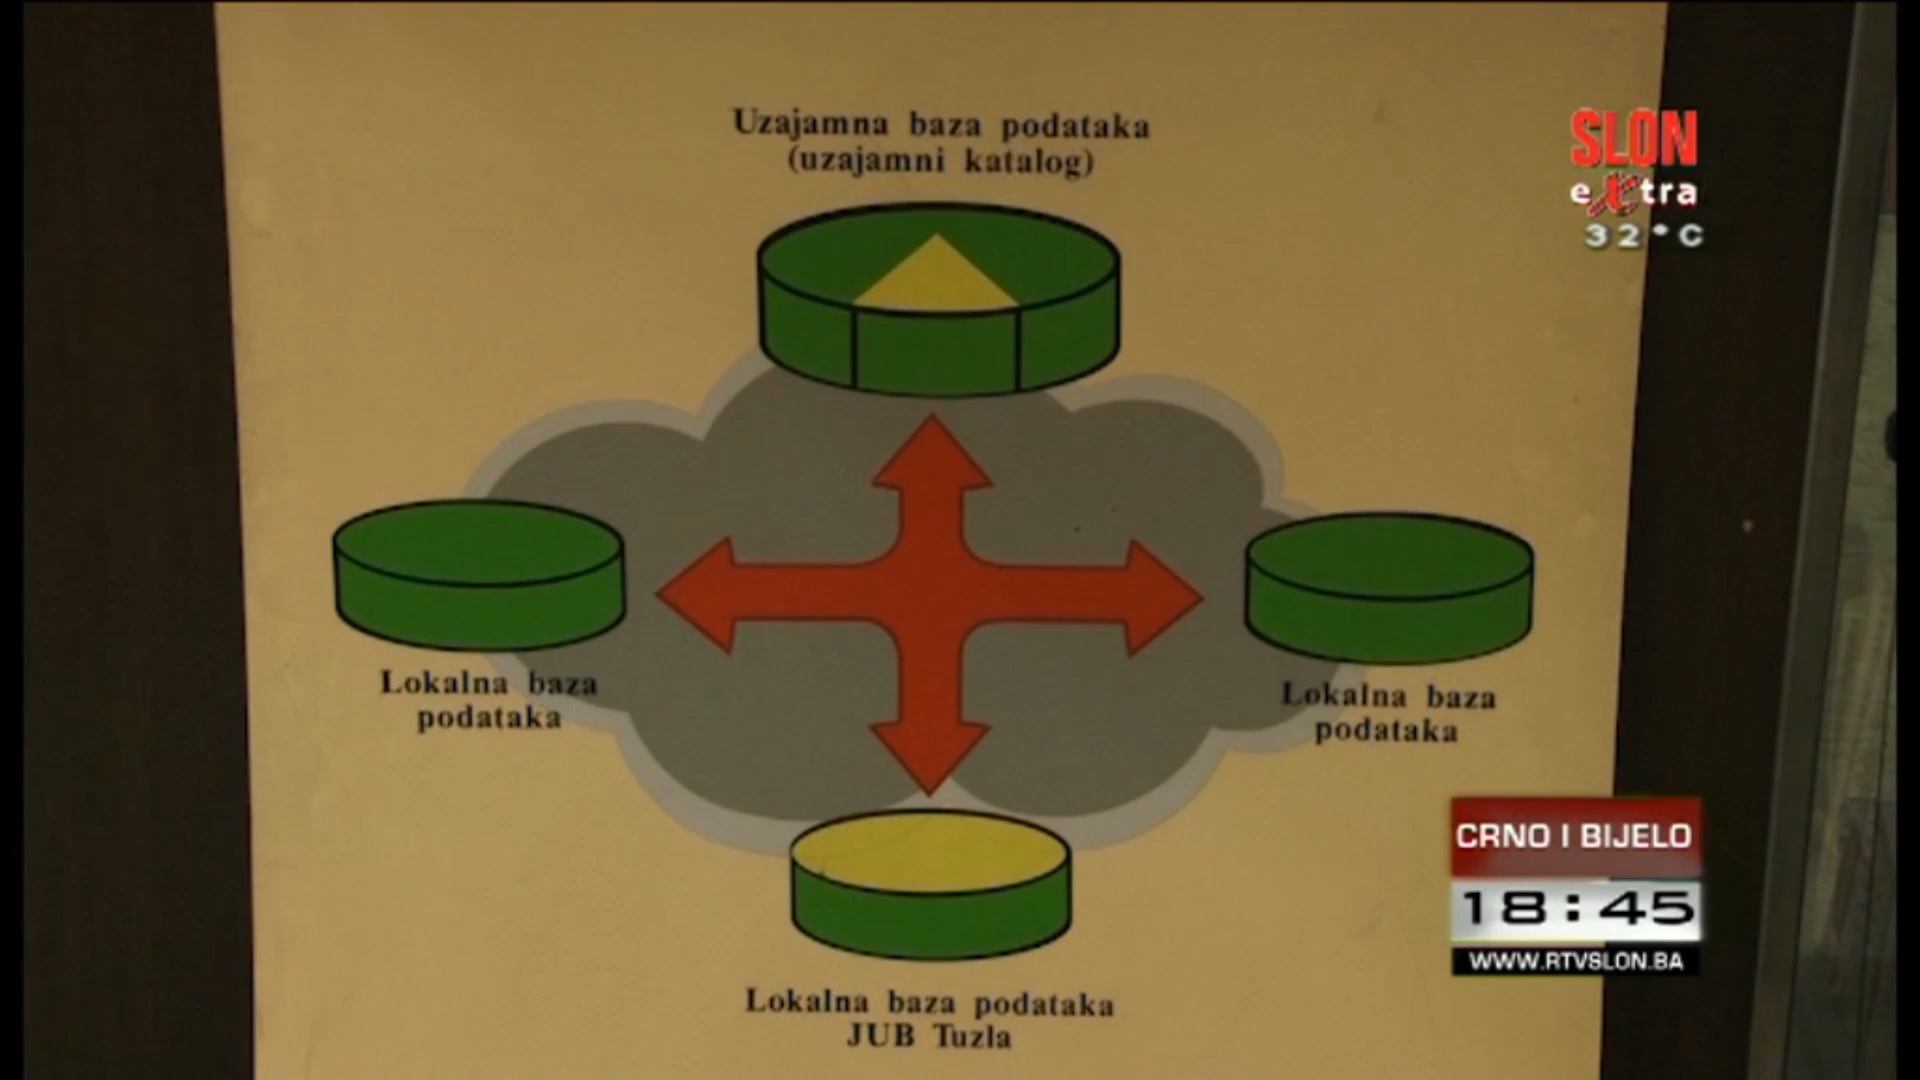 Uzajamna baza podataka
(uzajamni katalog)
SLON
extra
32°C
Lokalna baza
podataka
Lokalna baza
podataka
CRNO I BIJELO
18:45
WWW.RTVSLON.BA
Lokalna baza podataka
JUB Tuzla